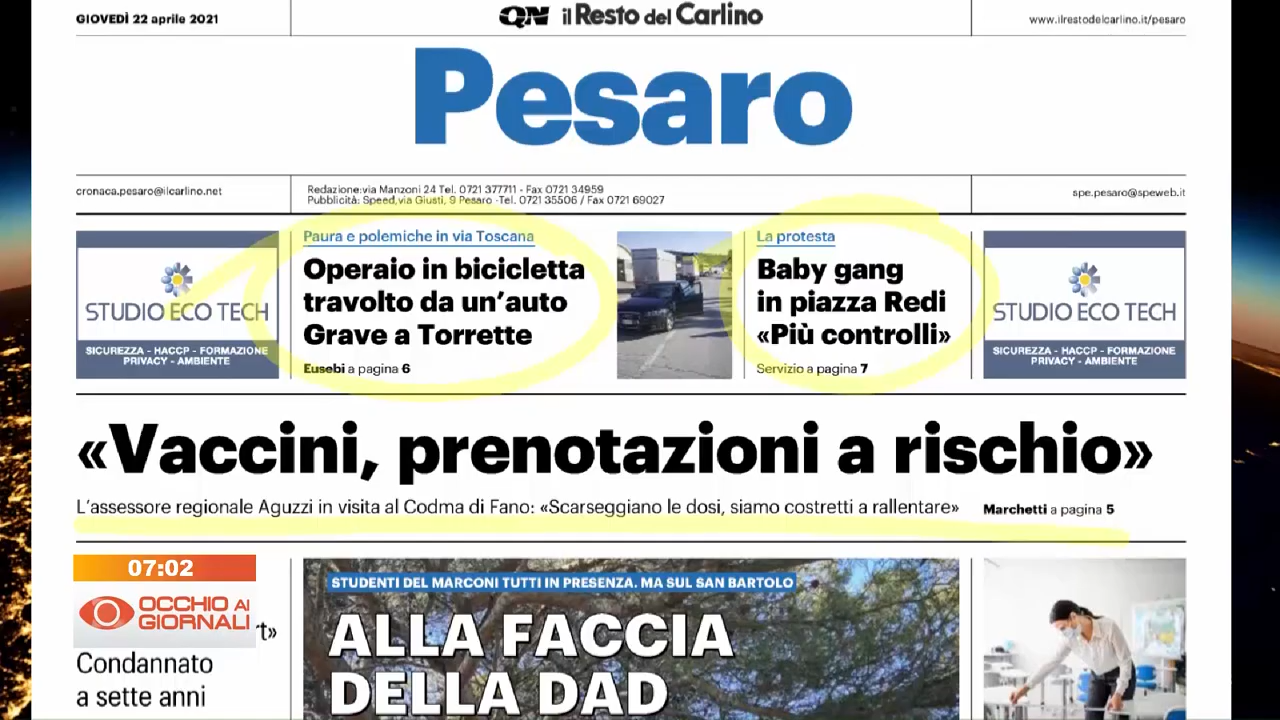 GIOVEDÌ 22 aprile 2021
QN il Resto del Carlino
www.ilrestodelcarlino.it/pesaro
Pesaro
cronaca.pesaro@ilcarlino.net
Redazione:via Manzoni 24 Tel. 0721 377711 - Fax 0721 34959
Pubblicità: Speed,via Giusti, 9 Pesaro -Tel. 0721 35506 / Fax 0721 69027
spe.pesaro@speweb.it
STUDIO ECO TECH
SICUREZZA - HACCP - FORMAZIONE
PRIVACY - AMBIENTE
Paura e polemiche in via Toscana
Operaio in bicicletta
travolto da un'auto
Grave a Torrette
Eusebi a pagina 6
La protesta
Baby gang
in piazza Redi
«Più controlli»
Servizio a pagina 7
STUDIO ECO TECH
SICUREZZA - HACCP - FORMAZIONE
PRIVACY - AMBIENTE
«Vaccini, prenotazioni a rischio»
L'assessore regionale Aguzzi in visita al Codma di Fano: «Scarseggiano le dosi, siamo costretti a rallentare» Marchetti a pagina 5
07:02
OCCHIO AI
GIORNALI
Condannato
a sette anni
STUDENTI DEL MARCONI TUTTI IN PRESENZA. MA SUL SAN BARTOLO
ALLA FACCIA
DELLA DAD